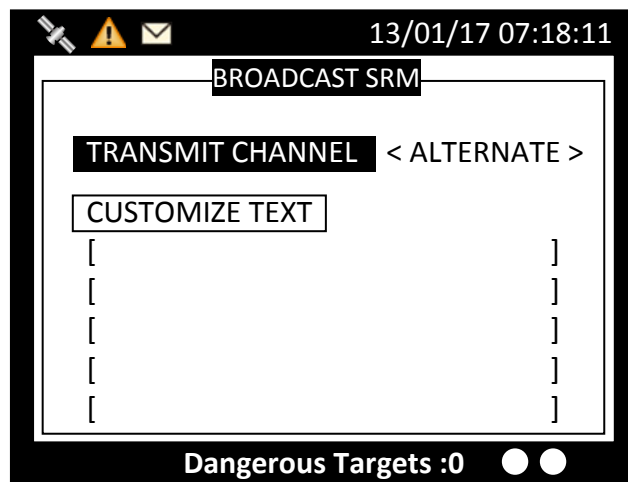 13/01/17 07:18:11
BROADCAST SRM
TRANSMIT CHANNEL < ALTERNATE >
CUSTOMIZE TEXT
[ ]
[ ]
[ ]
[ ]
[ ]
Dangerous Targets :0